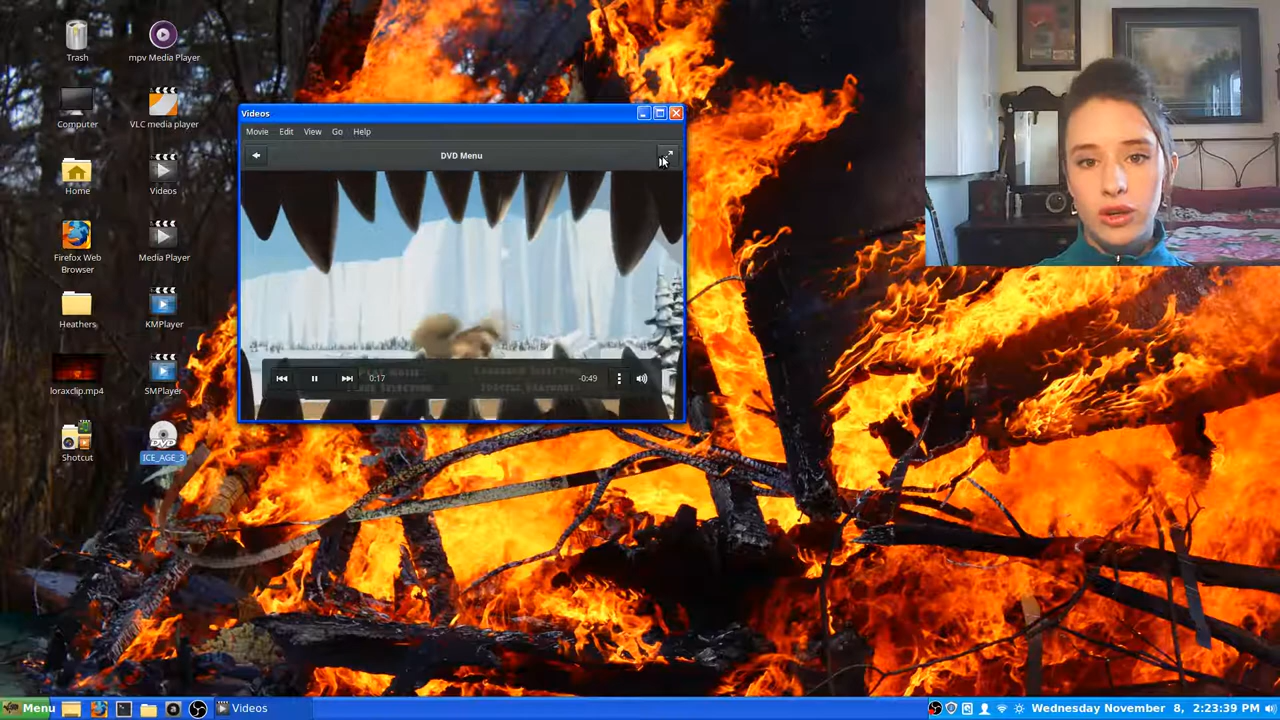 Trash
mpv Media Player
Computer
VLC media player
Home
Videos
Firefox Web
Browser
Media Player
Heathers
KMPlayer
loraxclip.mp4
SMPlayer
Shotcut
DVD
ICE_AGE_3
Videos
Movie Edit View Go Help
DVD Menu
0:17
-0:49
Menu
Videos
Wednesday November 8, 2:23:39 PM